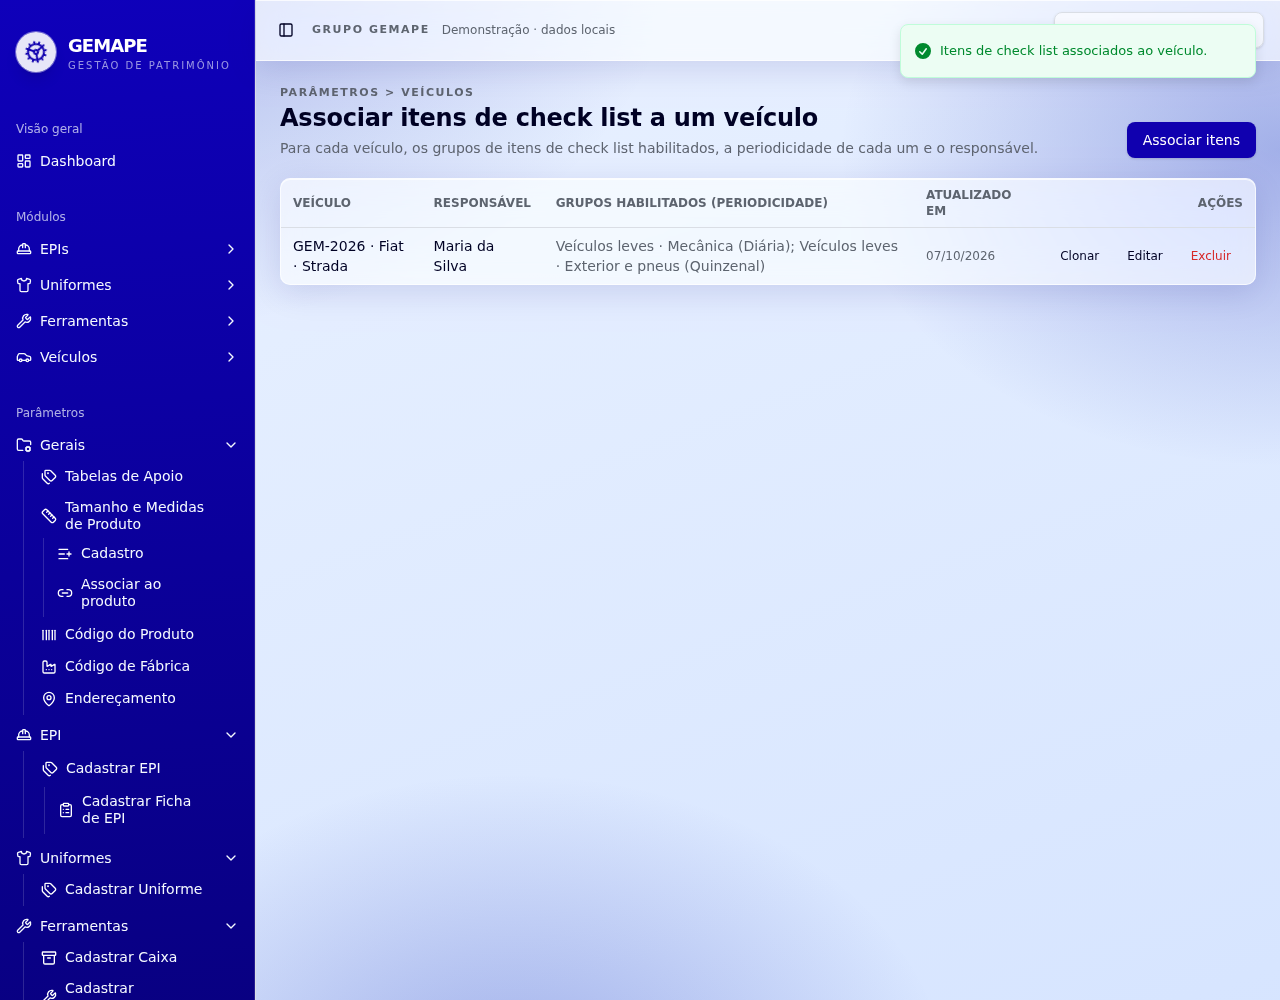 GEMAPE
GESTÃO DE PATRIMÔNIO
Visão geral
Dashboard
Módulos
EPIs
Uniformes
Ferramentas
Veículos
Parâmetros
Gerais
Tabelas de Apoio
Tamanho e Medidas
de Produto
Cadastro
Associar ao
produto
Código do Produto
Código de Fábrica
Endereçamento
EPI
Cadastrar EPI
Cadastrar Ficha
de EPI
Uniformes
Cadastrar Uniforme
Ferramentas
Cadastrar Caixa
Cadastrar
GRUPO GEMAPE Demonstração · dados locais
Itens de check list associados ao veículo.
PARÂMETROS > VEÍCULOS
Associar itens de check list a um veículo
Para cada veículo, os grupos de itens de check list habilitados, a periodicidade de cada um e o responsável.
Associar itens
VEÍCULO RESPONSÁVEL GRUPOS HABILITADOS (PERIODICIDADE) ATUALIZADO EM AÇÕES
GEM-2026 · Fiat
· Strada
Maria da
Silva
Veículos leves · Mecânica (Diária); Veículos leves
· Exterior e pneus (Quinzenal)
07/10/2026
Clonar Editar Excluir